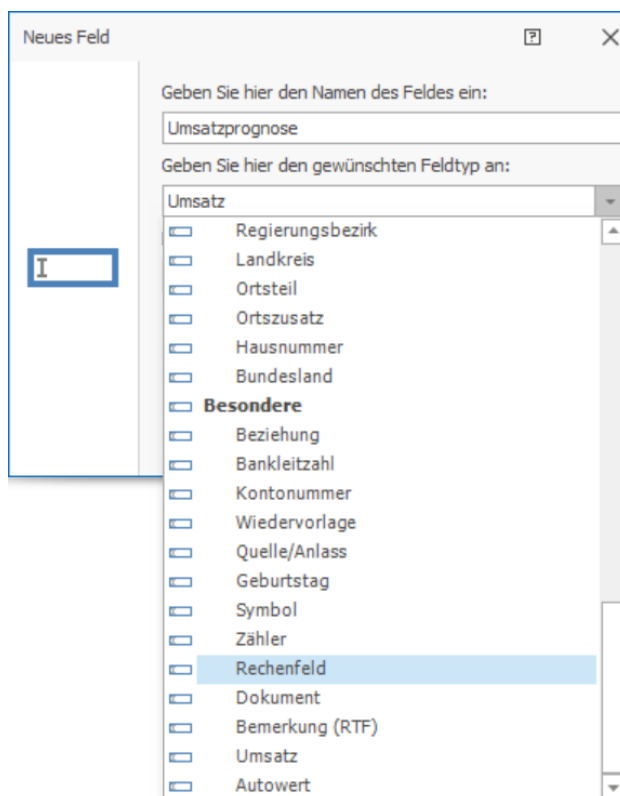 Neues Feld
Geben Sie hier den Namen des Feldes ein:
Umsatzprognose
Geben Sie hier den gewünschten Feldtyp an:
Umsatz
Regierungsbezirk
Landkreis
Ortsteil
Ortszusatz
Hausnummer
Bundesland
Besondere
Beziehung
Bankleitzahl
Kontonummer
Wiedervorlage
Quelle/Anlass
Geburtstag
Symbol
Zähler
Rechenfeld
Dokument
Bemerkung (RTF)
Umsatz
Autowert